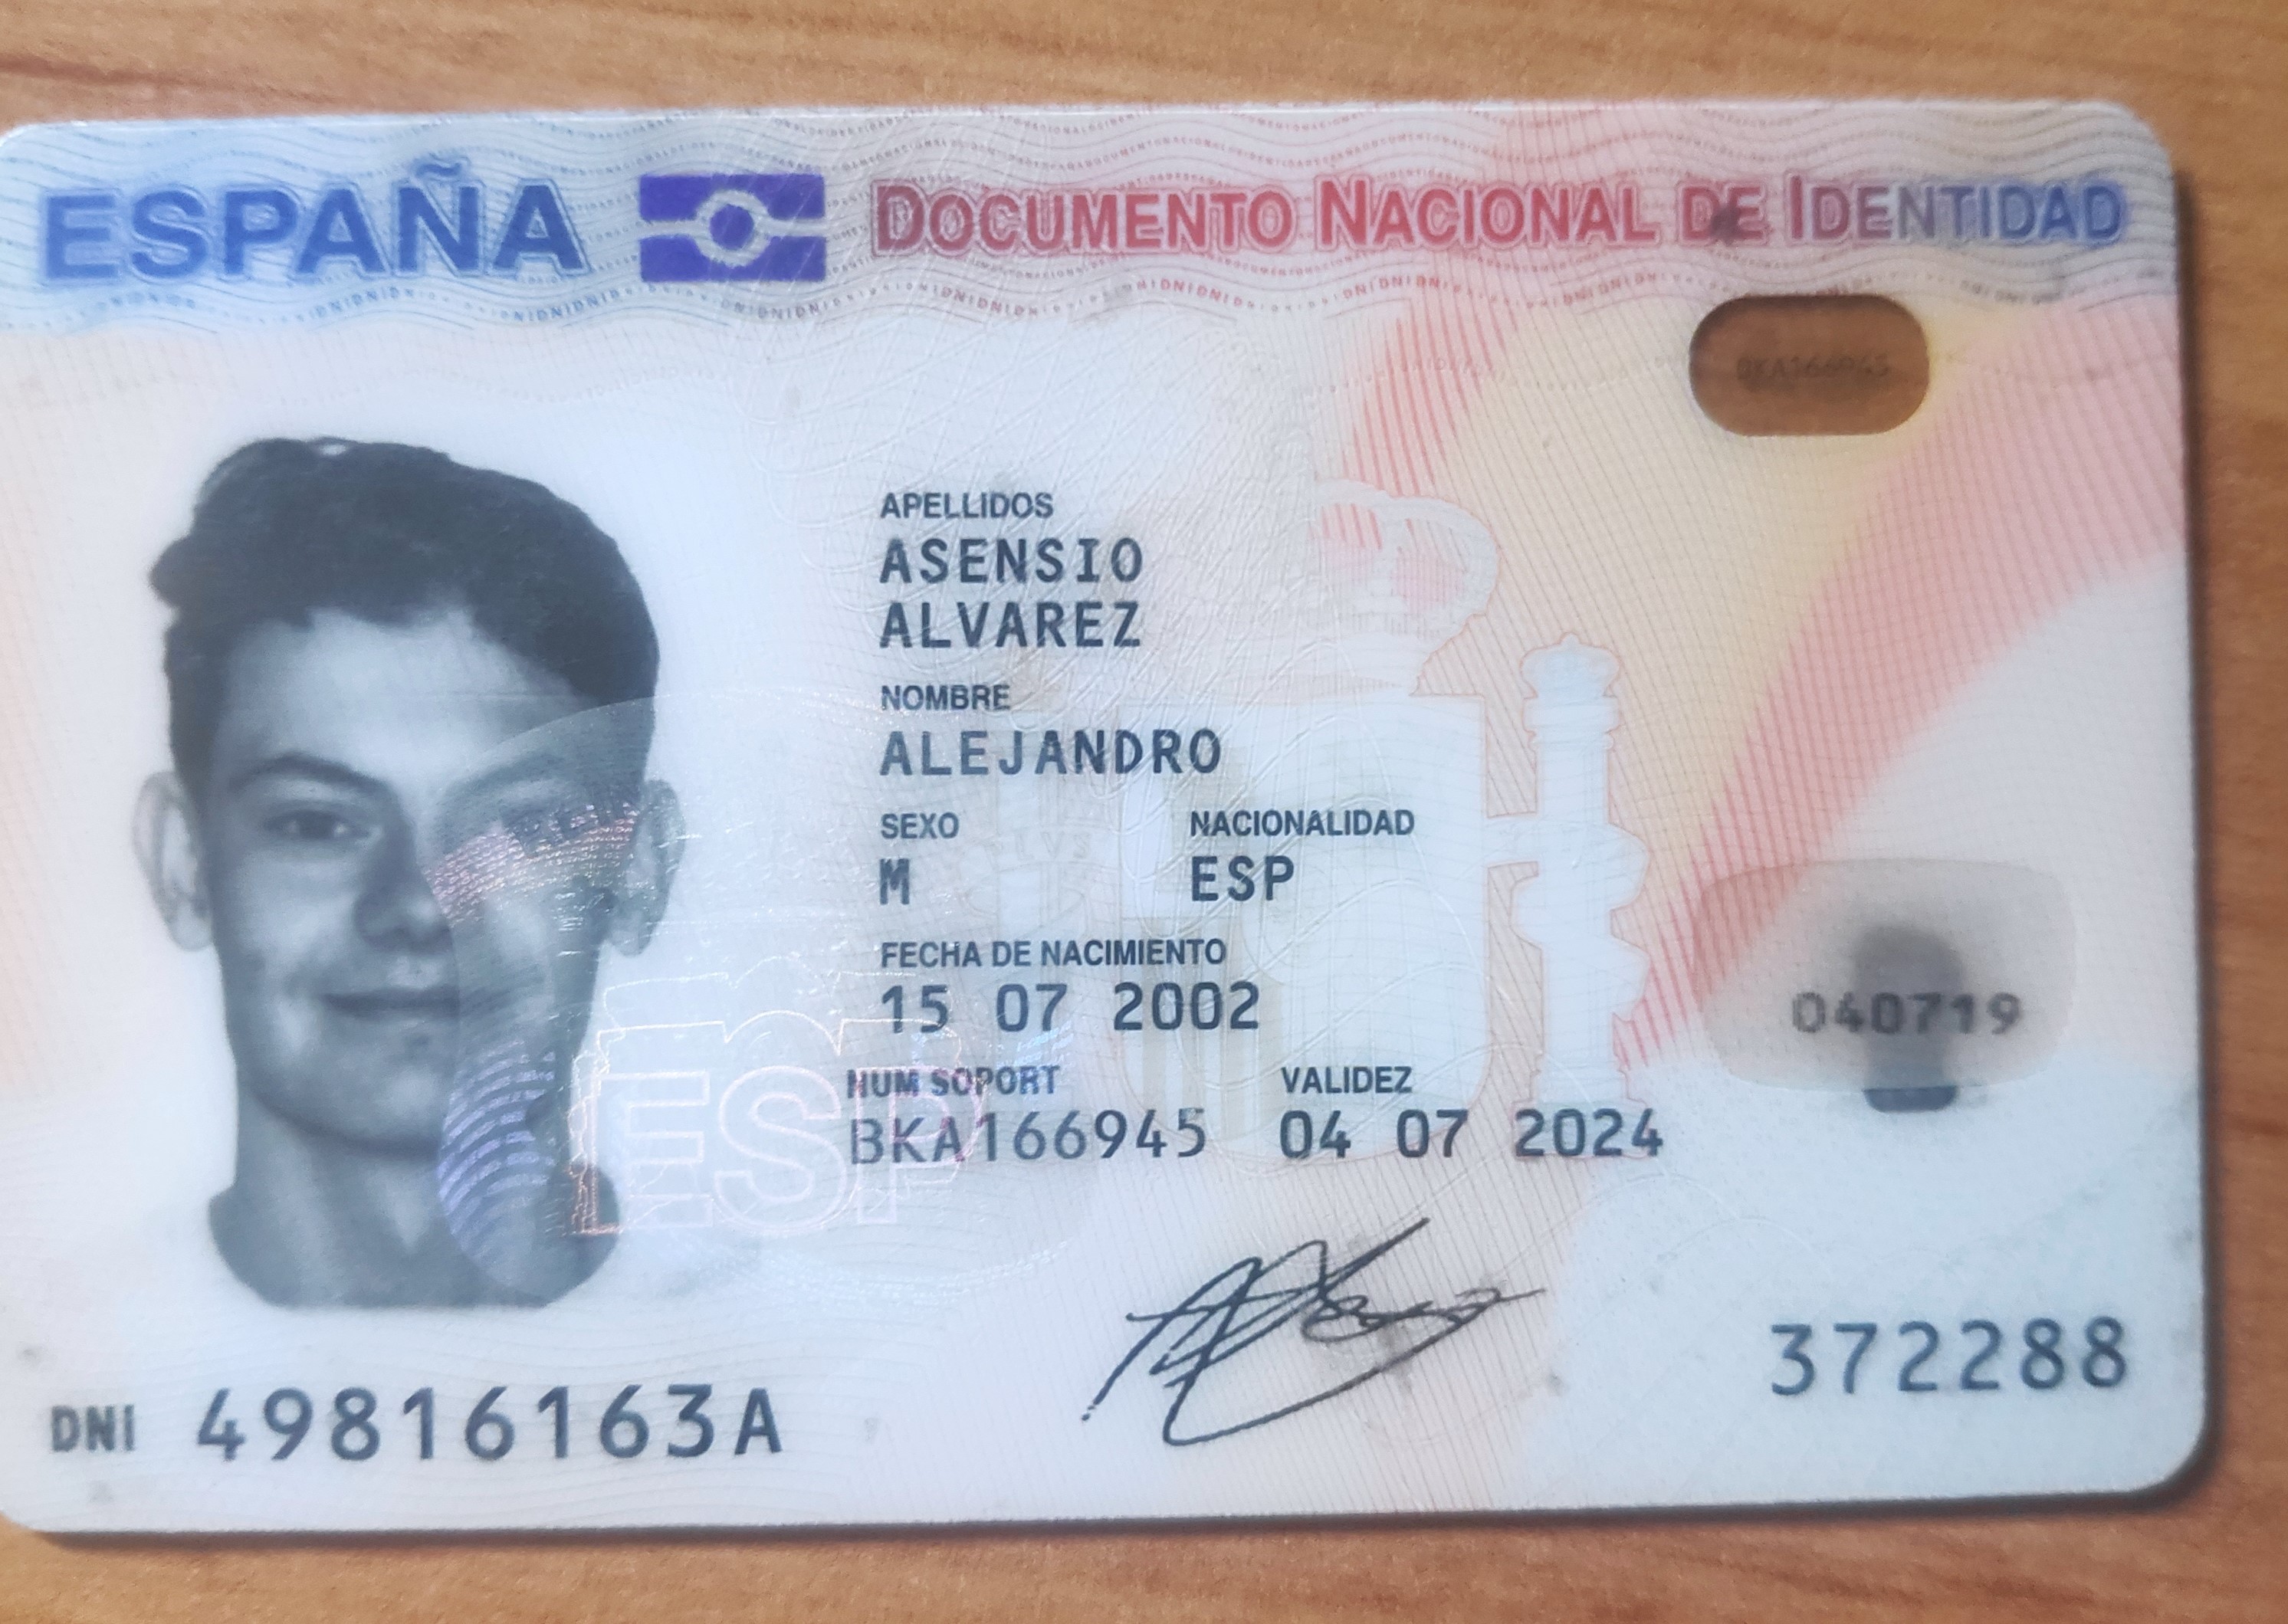 ESPAÑA DOCUMENTO NACIONAL DE IDENTIDAD
APELLIDOS
ASENSIO
ALVAREZ
NOMBRE
ALEJANDRO
SEXO NACIONALIDAD
M ESP
FECHA DE NACIMIENTO
15 07 2002
040719
NUM SOPORT VALIDEZ
BKA166945 04 07 2024
ESP
372288
DNI 49816163A